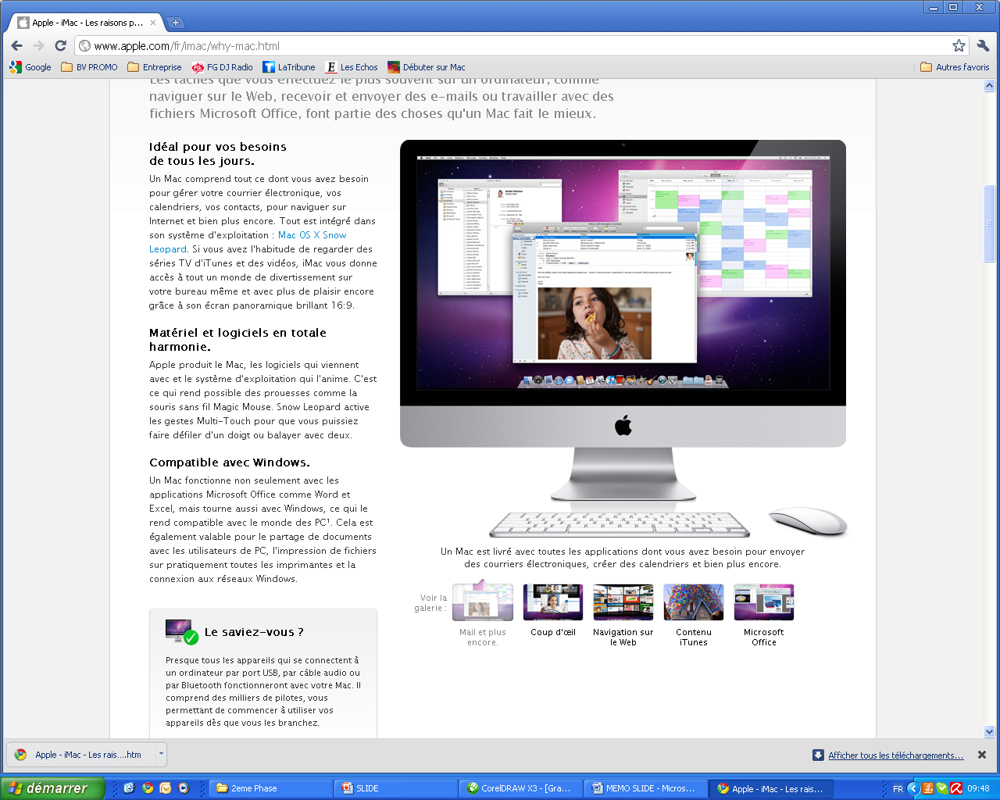 Apple - iMac - Les raisons p...
www.apple.com/fr/imac/why-mac.html
Google
BV PROMO
Entreprise
FG DJ Radio
LaTribune
Les Echos
Débuter sur Mac
Autres favoris
Les tâches que vous effectuez le plus souvent sur un ordinateur, comme
naviguer sur le Web, recevoir et envoyer des e-mails ou travailler avec des
fichiers Microsoft Office, font partie des choses qu'un Mac fait le mieux.
Idéal pour vos besoins
de tous les jours.
Un Mac comprend tout ce dont vous avez besoin
pour gérer votre courrier électronique, vos
calendriers, vos contacts, pour naviguer sur
Internet et bien plus encore. Tout est intégré dans
son système d'exploitation : Mac OS X Snow
Leopard. Si vous avez l'habitude de regarder des
séries TV d'iTunes et des vidéos, iMac vous donne
accès à tout un monde de divertissement sur
votre bureau même et avec plus de plaisir encore
grâce à son écran panoramique brillant 16:9.
Matériel et logiciels en totale
harmonie.
Apple produit le Mac, les logiciels qui viennent
avec et le système d'exploitation qui l'anime. C'est
ce qui rend possible des prouesses comme la
souris sans fil Magic Mouse. Snow Leopard active
les gestes Multi-Touch pour que vous puissiez
faire défiler d'un doigt ou balayer avec deux.
Compatible avec Windows.
Un Mac fonctionne non seulement avec les
applications Microsoft Office comme Word et
Excel, mais tourne aussi avec Windows, ce qui le
rend compatible avec le monde des PC¹. Cela est
également valable pour le partage de documents
avec les utilisateurs de PC, l'impression de fichiers
sur pratiquement toutes les imprimantes et la
connexion aux réseaux Windows.
Le saviez-vous ?
Presque tous les appareils qui se connectent à
un ordinateur par port USB, par câble audio ou
par Bluetooth fonctionneront avec votre Mac. Il
comprend des milliers de pilotes, vous
permettant de commencer à utiliser vos
appareils dès que vous les branchez.
Un Mac est livré avec toutes les applications dont vous avez besoin pour envoyer
des courriers électroniques, créer des calendriers et bien plus encore.
Voir la
galerie :
Mail et plus
encore.
Coup d'œil
Navigation sur
le Web
Contenu
iTunes
Microsoft
Office
Apple - iMac - Les rais....htm
Afficher tous les téléchargements...
démarrer
2eme Phase
SLIDE
CorelDRAW X3 - [Gra...
MEMO SLIDE - Micros...
Apple - iMac - Les rais...
FR
09:48